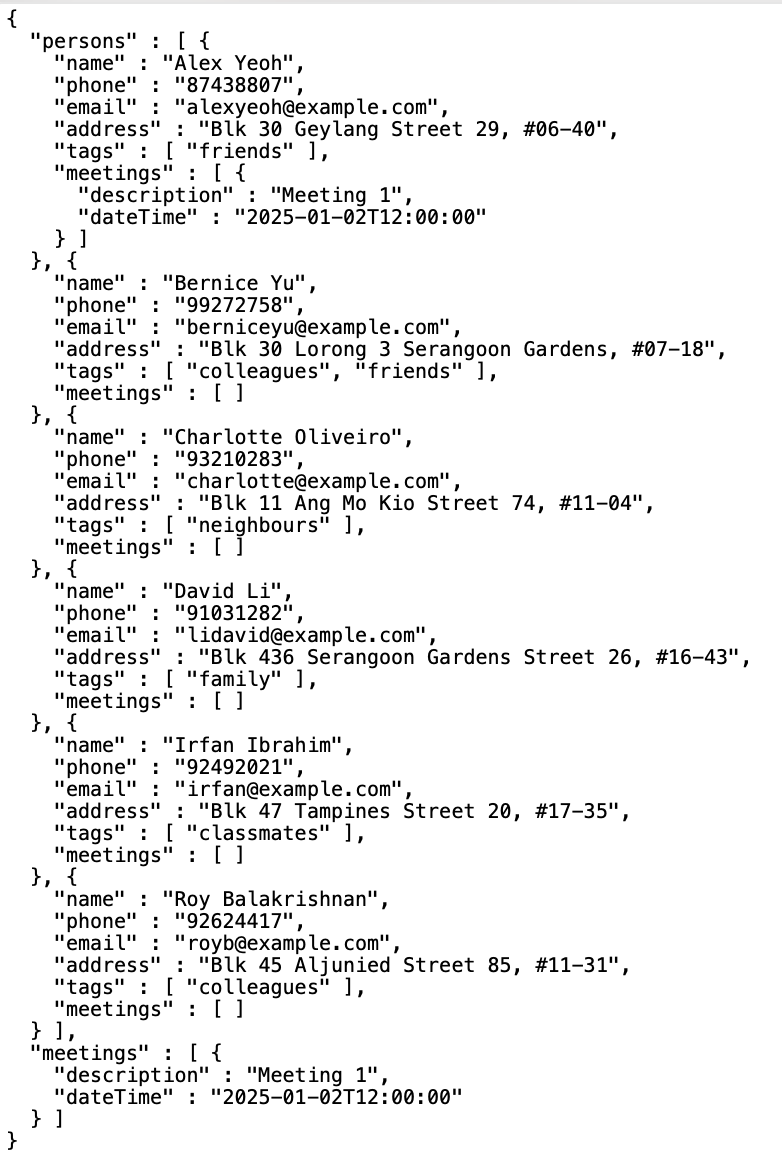 {
  "persons" : [ {
    "name" : "Alex Yeoh",
    "phone" : "87438807",
    "email" : "alexyeoh@example.com",
    "address" : "Blk 30 Geylang Street 29, #06-40",
    "tags" : [ "friends" ],
    "meetings" : [ {
      "description" : "Meeting 1",
      "dateTime" : "2025-01-02T12:00:00"
    } ]
  }, {
    "name" : "Bernice Yu",
    "phone" : "99272758",
    "email" : "berniceyu@example.com",
    "address" : "Blk 30 Lorong 3 Serangoon Gardens, #07-18",
    "tags" : [ "colleagues", "friends" ],
    "meetings" : [ ]
  }, {
    "name" : "Charlotte Oliveiro",
    "phone" : "93210283",
    "email" : "charlotte@example.com",
    "address" : "Blk 11 Ang Mo Kio Street 74, #11-04",
    "tags" : [ "neighbours" ],
    "meetings" : [ ]
  }, {
    "name" : "David Li",
    "phone" : "91031282",
    "email" : "lidavid@example.com",
    "address" : "Blk 436 Serangoon Gardens Street 26, #16-43",
    "tags" : [ "family" ],
    "meetings" : [ ]
  }, {
    "name" : "Irfan Ibrahim",
    "phone" : "92492021",
    "email" : "irfan@example.com",
    "address" : "Blk 47 Tampines Street 20, #17-35",
    "tags" : [ "classmates" ],
    "meetings" : [ ]
  }, {
    "name" : "Roy Balakrishnan",
    "phone" : "92624417",
    "email" : "royb@example.com",
    "address" : "Blk 45 Aljunied Street 85, #11-31",
    "tags" : [ "colleagues" ],
    "meetings" : [ ]
  } ],
  "meetings" : [ {
    "description" : "Meeting 1",
    "dateTime" : "2025-01-02T12:00:00"
  } ]
}